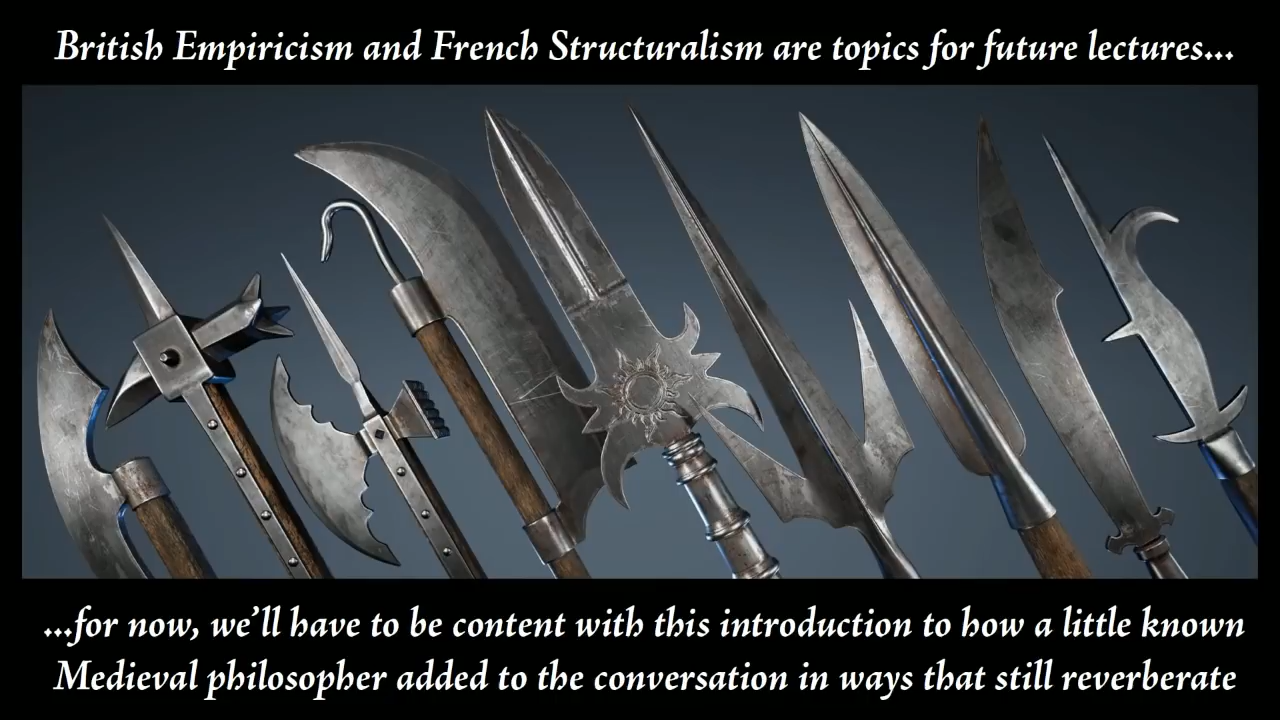 British Empiricism and French Structuralism are topics for future lectures...
...for now, we’ll have to be content with this introduction to how a little known
Medieval philosopher added to the conversation in ways that still reverberate